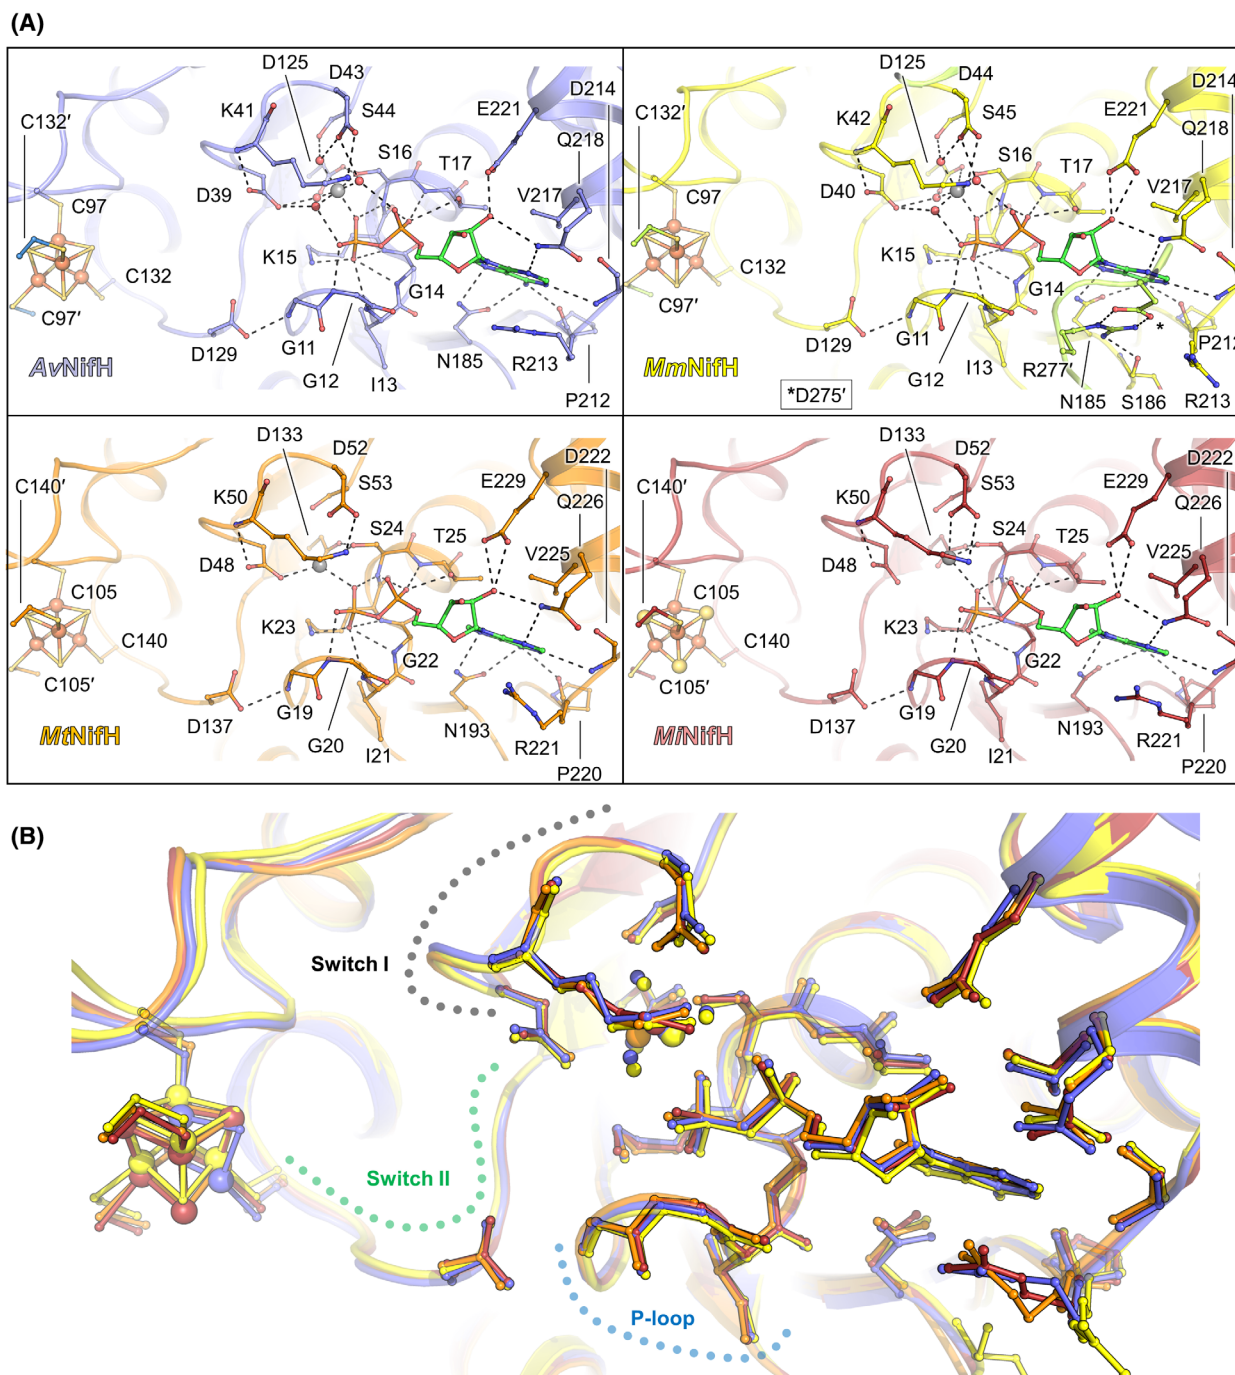 (A)
D125
D43
K41
S44
E221
D214
C132′
S16
T17
Q218
V217
C97
D39
K15
C132
G14
C97′
D129
G11
N185
R213
AvNifH
G12
I13
P212
D125
D44
K42
S45
E221
D214
C132′
S16
T17
Q218
V217
C97
D40
K15
C132
G14
C97′
*
D129
G11
P212
R277′
MmNifH
G12
I13
*D275′
N185
S186
R213
D133
D52
K50
S53
E229
D222
C140′
Q226
S24
T25
V225
D48
C105
K23
C140
G22
C105′
D137
G19
N193
R221
MtNifH
G20
I21
P220
D133
D52
K50
S53
E229
D222
C140′
Q226
S24
T25
V225
D48
C105
K23
C140
G22
C105′
D137
G19
N193
R221
MiNifH
G20
I21
P220
(B)
Switch I
Switch II
P-loop